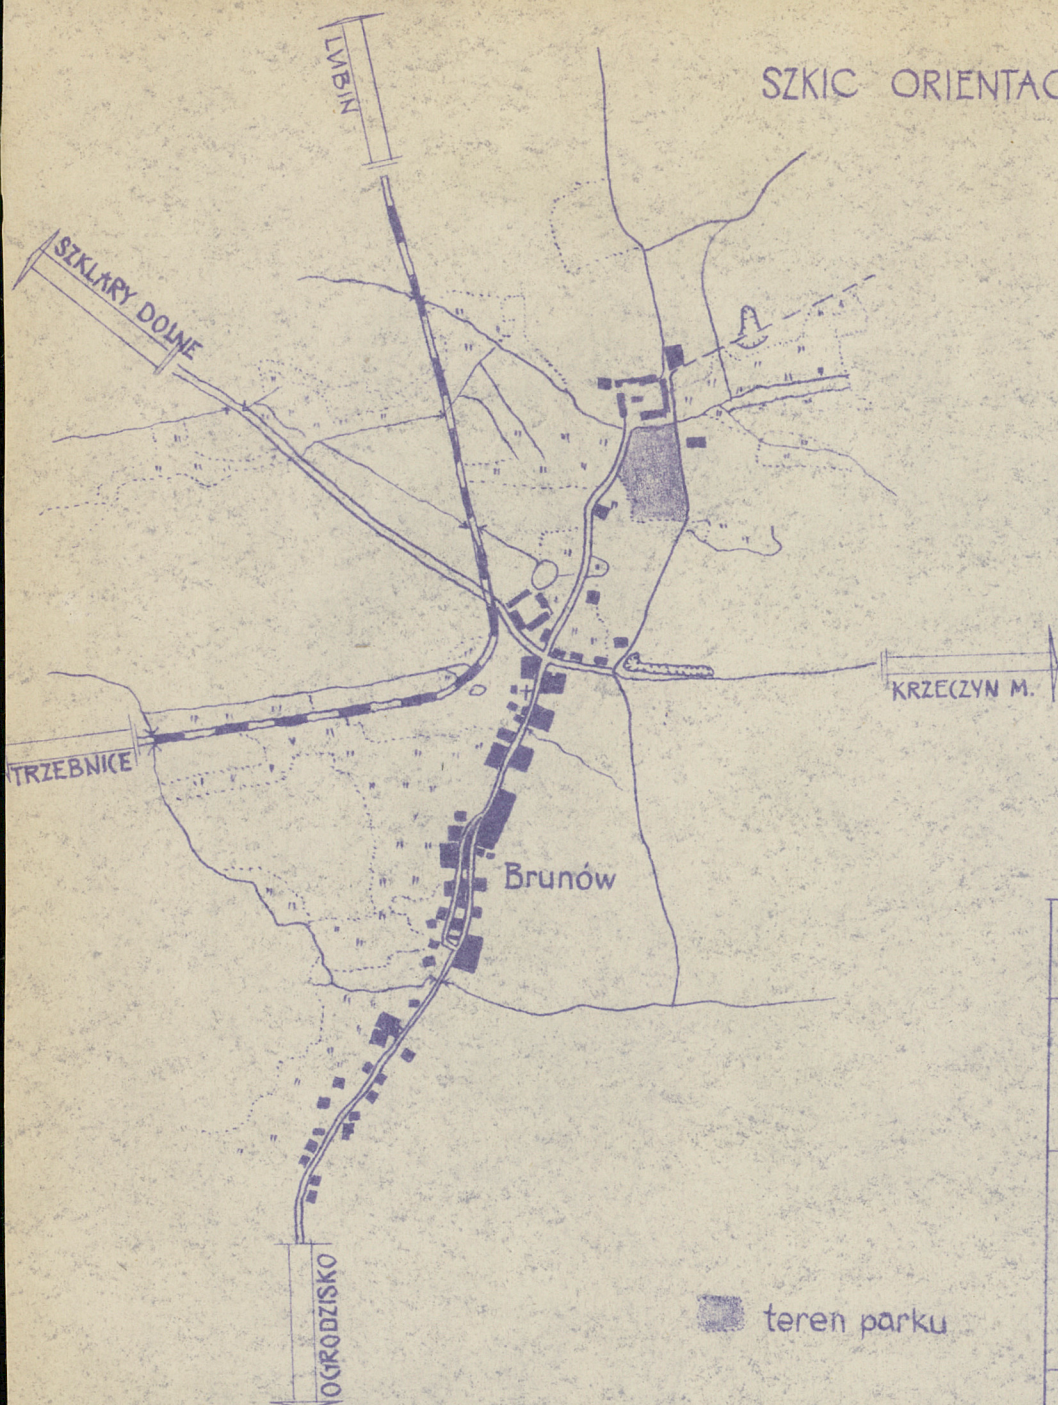 SZKIC ORIENTAC
LUBIN
SZKLARY DOLNE
KRZECZYN M.
TRZEBNICE
Brunów
OGRODZISKO
teren parku